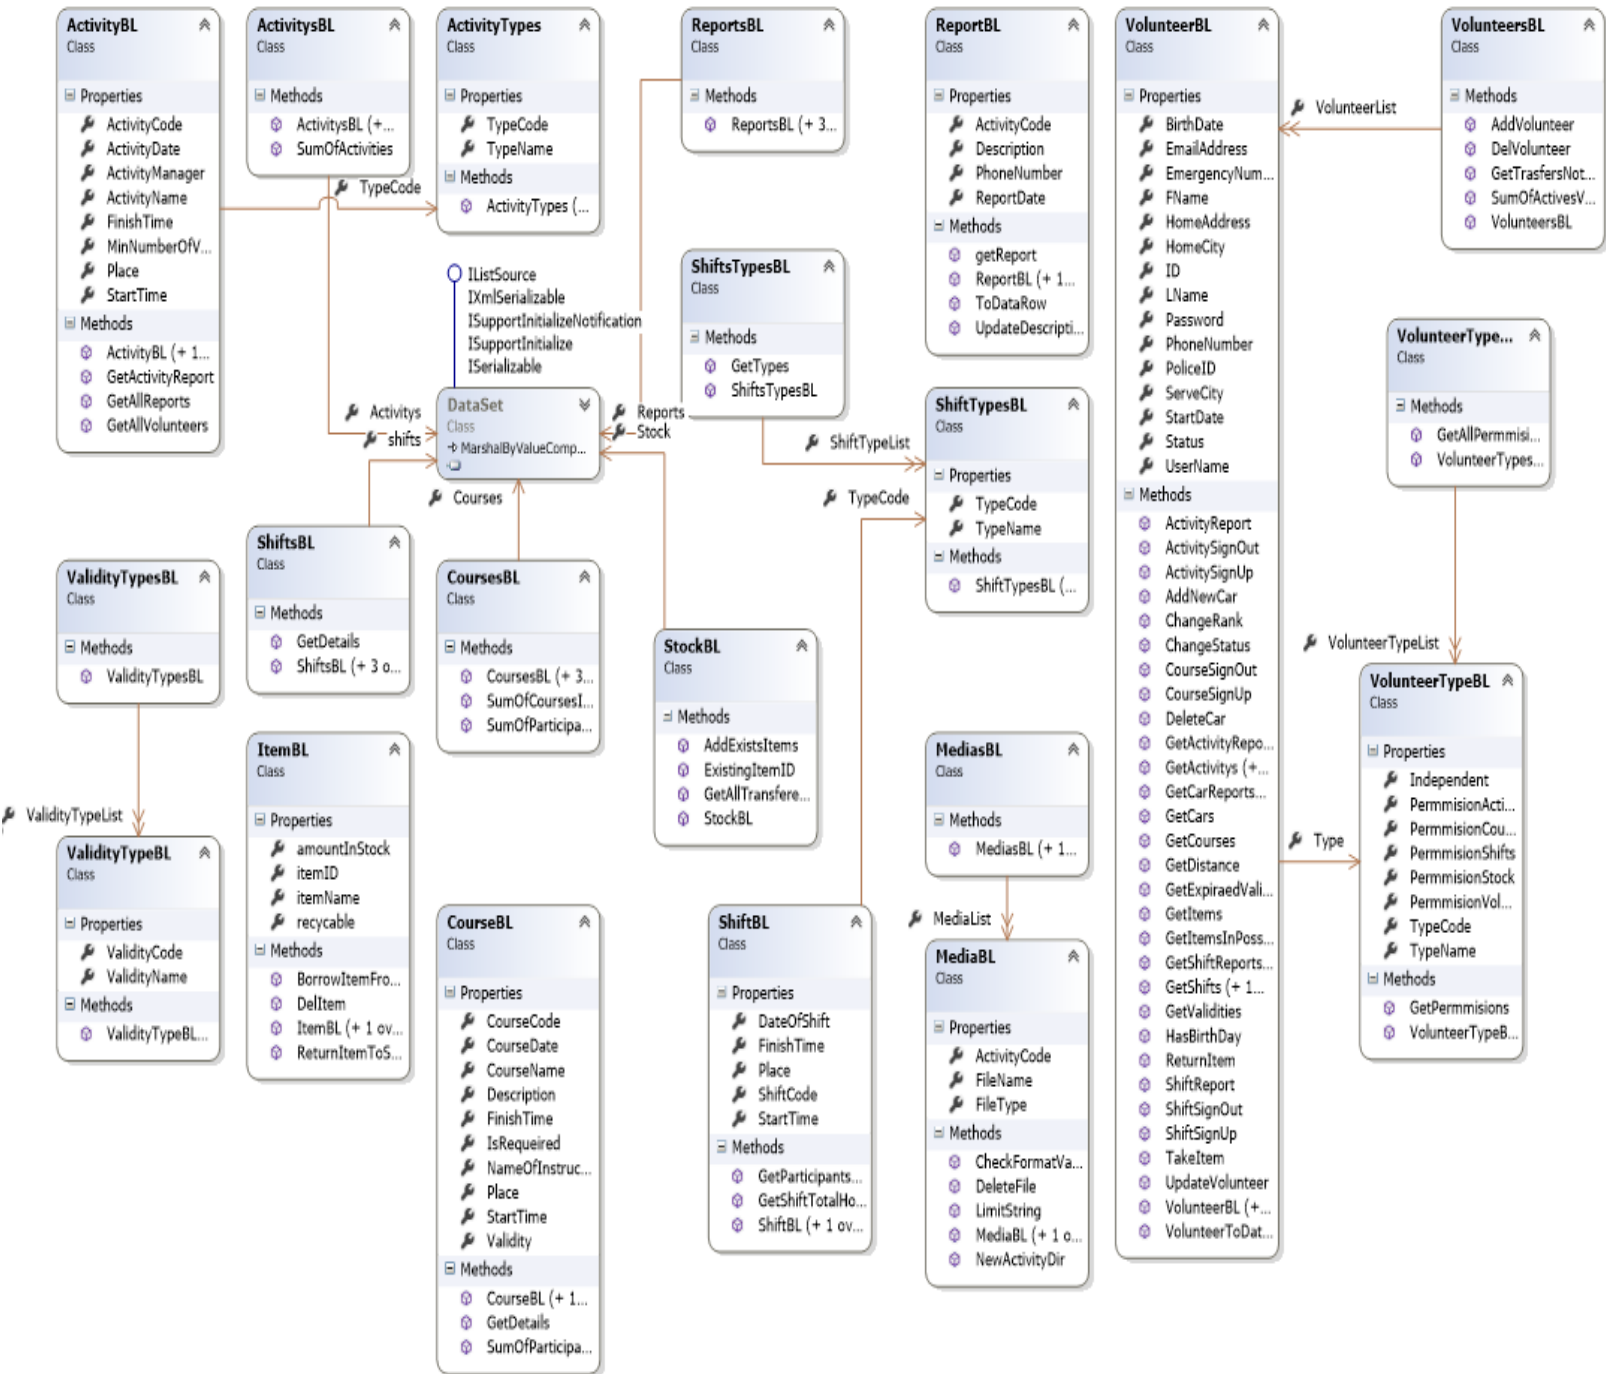 ActivityBL
Class
Properties
ActivityCode
ActivityDate
ActivityManager
ActivityName
FinishTime
MinNumberOfV...
Place
StartTime
Methods
ActivityBL (+ 1...
GetActivityReport
GetAllReports
GetAllVolunteers
ActivitysBL
Class
Methods
ActivitysBL (+...
SumOfActivities
TypeCode
ActivityTypes
Class
Properties
TypeCode
TypeName
Methods
ActivityTypes (...
ReportsBL
Class
Methods
ReportsBL (+ 3...
ReportBL
Class
Properties
ActivityCode
Description
PhoneNumber
ReportDate
Methods
getReport
ReportBL (+ 1...
ToDataRow
UpdateDescripti...
VolunteerBL
Class
Properties
BirthDate
EmailAddress
EmergencyNum...
FName
HomeAddress
HomeCity
ID
LName
Password
PhoneNumber
PoliceID
ServeCity
StartDate
Status
UserName
Methods
ActivityReport
ActivitySignOut
ActivitySignUp
AddNewCar
ChangeRank
ChangeStatus
CourseSignOut
CourseSignUp
DeleteCar
GetActivityRepo...
GetActivitys (+...
GetCarReports...
GetCars
GetCourses
GetDistance
GetExpiraedVali...
GetItems
GetItemsInPoss...
GetShiftReports...
GetShifts (+ 1...
GetValidities
HasBirthDay
ReturnItem
ShiftReport
ShiftSignOut
ShiftSignUp
TakeItem
UpdateVolunteer
VolunteerBL (+...
VolunteerToDat...
VolunteerList
VolunteersBL
Class
Methods
AddVolunteer
DelVolunteer
GetTrasfersNot...
SumOfActivesV...
VolunteersBL
IListSource
IXmlSerializable
ISupportInitializeNotification
ISupportInitialize
ISerializable
DataSet
Class
MarshalByValueComp...
Activitys
shifts
Reports
Stock
Courses
ShiftsTypesBL
Class
Methods
GetTypes
ShiftsTypesBL
ShiftTypeList
TypeCode
ShiftTypesBL
Class
Properties
TypeCode
TypeName
Methods
ShiftTypesBL (...
VolunteerType...
Class
Methods
GetAllPermmisi...
VolunteerTypes...
VolunteerTypeList
ValidityTypesBL
Class
Methods
ValidityTypesBL
ValidityTypeList
ValidityTypeBL
Class
Properties
ValidityCode
ValidityName
Methods
ValidityTypeBL...
ShiftsBL
Class
Methods
GetDetails
ShiftsBL (+ 3 o...
CoursesBL
Class
Methods
CoursesBL (+ 3...
SumOfCoursesI...
SumOfParticipa...
StockBL
Class
Methods
AddExistsItems
ExistingItemID
GetAllTransfere...
StockBL
ItemBL
Class
Properties
amountInStock
itemID
itemName
recycable
Methods
BorrowItemFro...
DelItem
ItemBL (+ 1 ov...
ReturnItemToS...
CourseBL
Class
Properties
CourseCode
CourseDate
CourseName
Description
FinishTime
IsRequeired
NameOfInstruc...
Place
StartTime
Validity
Methods
CourseBL (+ 1...
GetDetails
SumOfParticipa...
ShiftBL
Class
Properties
DateOfShift
FinishTime
Place
ShiftCode
StartTime
Methods
GetParticipants...
GetShiftTotalHo...
ShiftBL (+ 1 ov...
MediasBL
Class
Methods
MediasBL (+ 1...
MediaList
MediaBL
Class
Properties
ActivityCode
FileName
FileType
Methods
CheckFormatVa...
DeleteFile
LimitString
MediaBL (+ 1 o...
NewActivityDir
Type
VolunteerTypeBL
Class
Properties
Independent
PermmisionActi...
PermmisionCou...
PermmisionShifts
PermmisionStock
PermmisionVol...
TypeCode
TypeName
Methods
GetPermmisions
VolunteerTypeB...